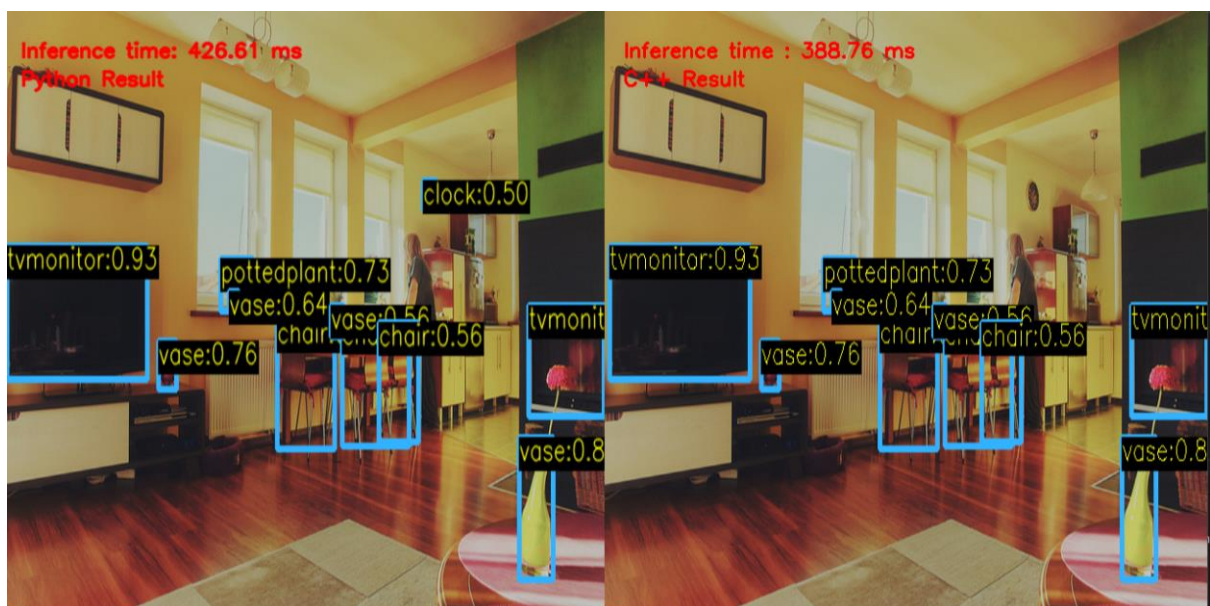 Inference time: 426.61 ms
Python Result
clock:0.50
tvmonitor:0.93
pottedplant:0.73
vase:0.64
vase:0.56
tvmonit
chair
chair:0.56
vase:0.76
vase:0.8
Inference time : 388.76 ms
C++ Result
tvmonitor:0.93
pottedplant:0.73
vase:0.64
vase:0.56
tvmonit
chair
chair:0.56
vase:0.76
vase:0.8